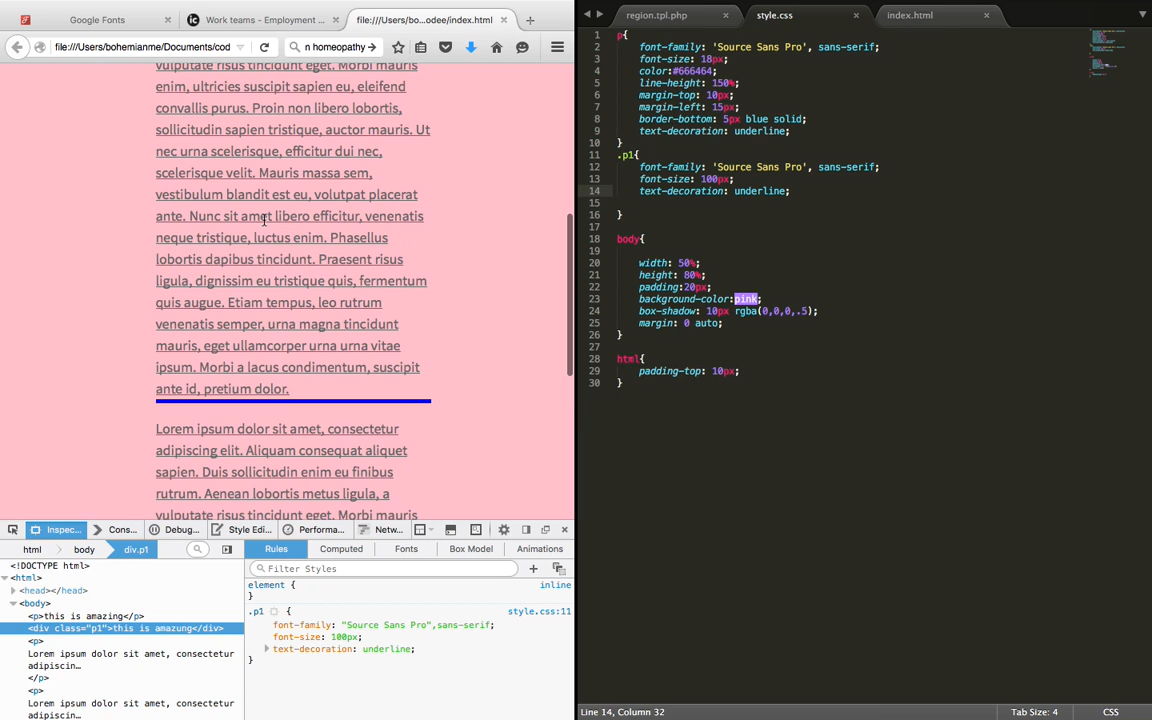 Google Fonts
ic Work teams - Employment ...
file:///Users/bo...odee/index.html
region.tpl.php
style.css
index.html
file:///Users/bohemianme/Documents/cod
n homeopathy
vulputate risus tincidunt eget. Morbi mauris
enim, ultricies suscipit sapien eu, eleifend
convallis purus. Proin non libero lobortis,
sollicitudin sapien tristique, auctor mauris. Ut
nec urna scelerisque, efficitur dui nec,
scelerisque velit. Mauris massa sem,
vestibulum blandit est eu, volutpat placerat
ante. Nunc sit amet libero efficitur, venenatis
neque tristique, luctus enim. Phasellus
lobortis dapibus tincidunt. Praesent risus
ligula, dignissim eu tristique quis, fermentum
quis augue. Etiam tempus, leo rutrum
venenatis semper, urna magna tincidunt
mauris, eget ullamcorper urna urna vitae
ipsum. Morbi a lacus condimentum, suscipit
ante id, pretium dolor.
Lorem ipsum dolor sit amet, consectetur
adipiscing elit. Aliquam consequat aliquet
sapien. Duis sollicitudin enim eu finibus
rutrum. Aenean lobortis metus ligula, a
vulputate risus tincidunt eget. Morbi mauris
1 p{
2 font-family: 'Source Sans Pro', sans-serif;
3 font-size: 18px;
4 color:#666464;
5 line-height: 150%;
6 margin-top: 10px;
7 margin-left: 15px;
8 border-bottom: 5px blue solid;
9 text-decoration: underline;
10 }
11 .p1{
12 font-family: 'Source Sans Pro', sans-serif;
13 font-size: 100px;
14 text-decoration: underline;
15
16 }
17
18 body{
19
20 width: 50%;
21 height: 80%;
22 padding:20px;
23 background-color:pink;
24 box-shadow: 10px rgba(0,0,0,.5);
25 margin: 0 auto;
26 }
27
28 html{
29 padding-top: 10px;
30 }
Inspec... Cons... Debug... Style Edi... Performa... Netw...
html body div.p1
Rules Computed Fonts Box Model Animations
<!DOCTYPE html>
<html>
<head></head>
<body>
<p>this is amazing</p>
<div class="p1">this is amazung</div>
<p>
Lorem ipsum dolor sit amet, consectetur
adipiscin…
</p>
<p>
Lorem ipsum dolor sit amet, consectetur
adipiscin…
Filter Styles
element { inline
}
.p1 { style.css:11
font-family: "Source Sans Pro",sans-serif;
font-size: 100px;
text-decoration: underline;
}
Line 14, Column 32
Tab Size: 4
CSS